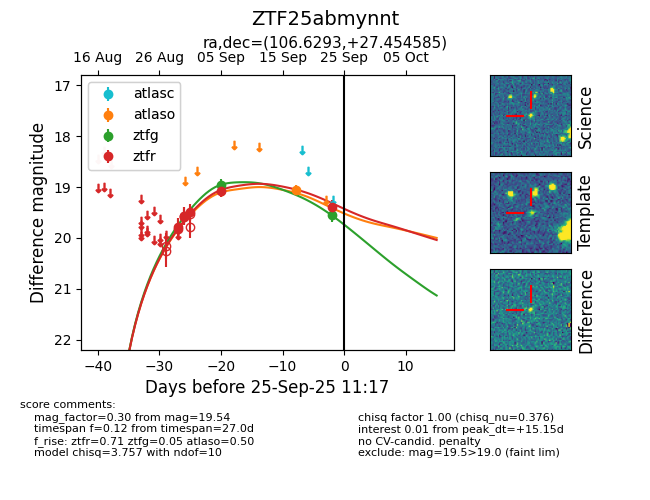 ZTF25abmynnt
ra,dec=(106.6293,+27.454585)
16 Aug 26 Aug 05 Sep 15 Sep 25 Sep 05 Oct
17
18
19
20
21
22
Difference magnitude
atlasc
atlaso
ztfg
ztfr
−40 −30 −20 −10 0 10
Days before 25-Sep-25 11:17
Science
Template
Difference
score comments:
mag_factor=0.30 from mag=19.54
timespan f=0.12 from timespan=27.0d
f_rise: ztfr=0.71 ztfg=0.05 atlaso=0.50
model chisq=3.757 with ndof=10
chisq factor 1.00 (chisq_nu=0.376)
interest 0.01 from peak_dt=+15.15d
no CV-candid. penalty
exclude: mag=19.5>19.0 (faint lim)